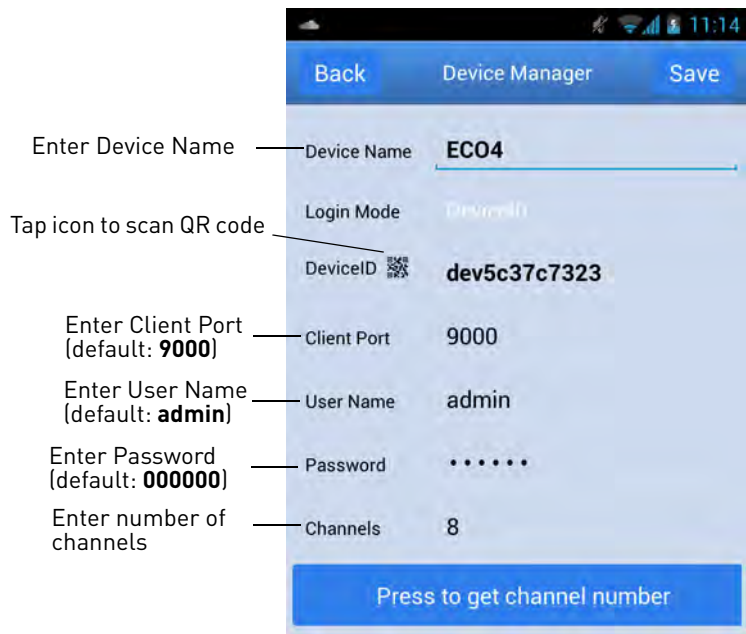 11:14
Back Device Manager Save
Enter Device Name
Device Name ECO4
Login Mode DeviceID
Tap icon to scan QR code
DeviceID dev5c37c7323
Enter Client Port
(default: 9000)
Client Port 9000
Enter User Name
(default: admin)
User Name admin
Enter Password
(default: 000000)
Password ••••••
Enter number of
channels
Channels 8
Press to get channel number